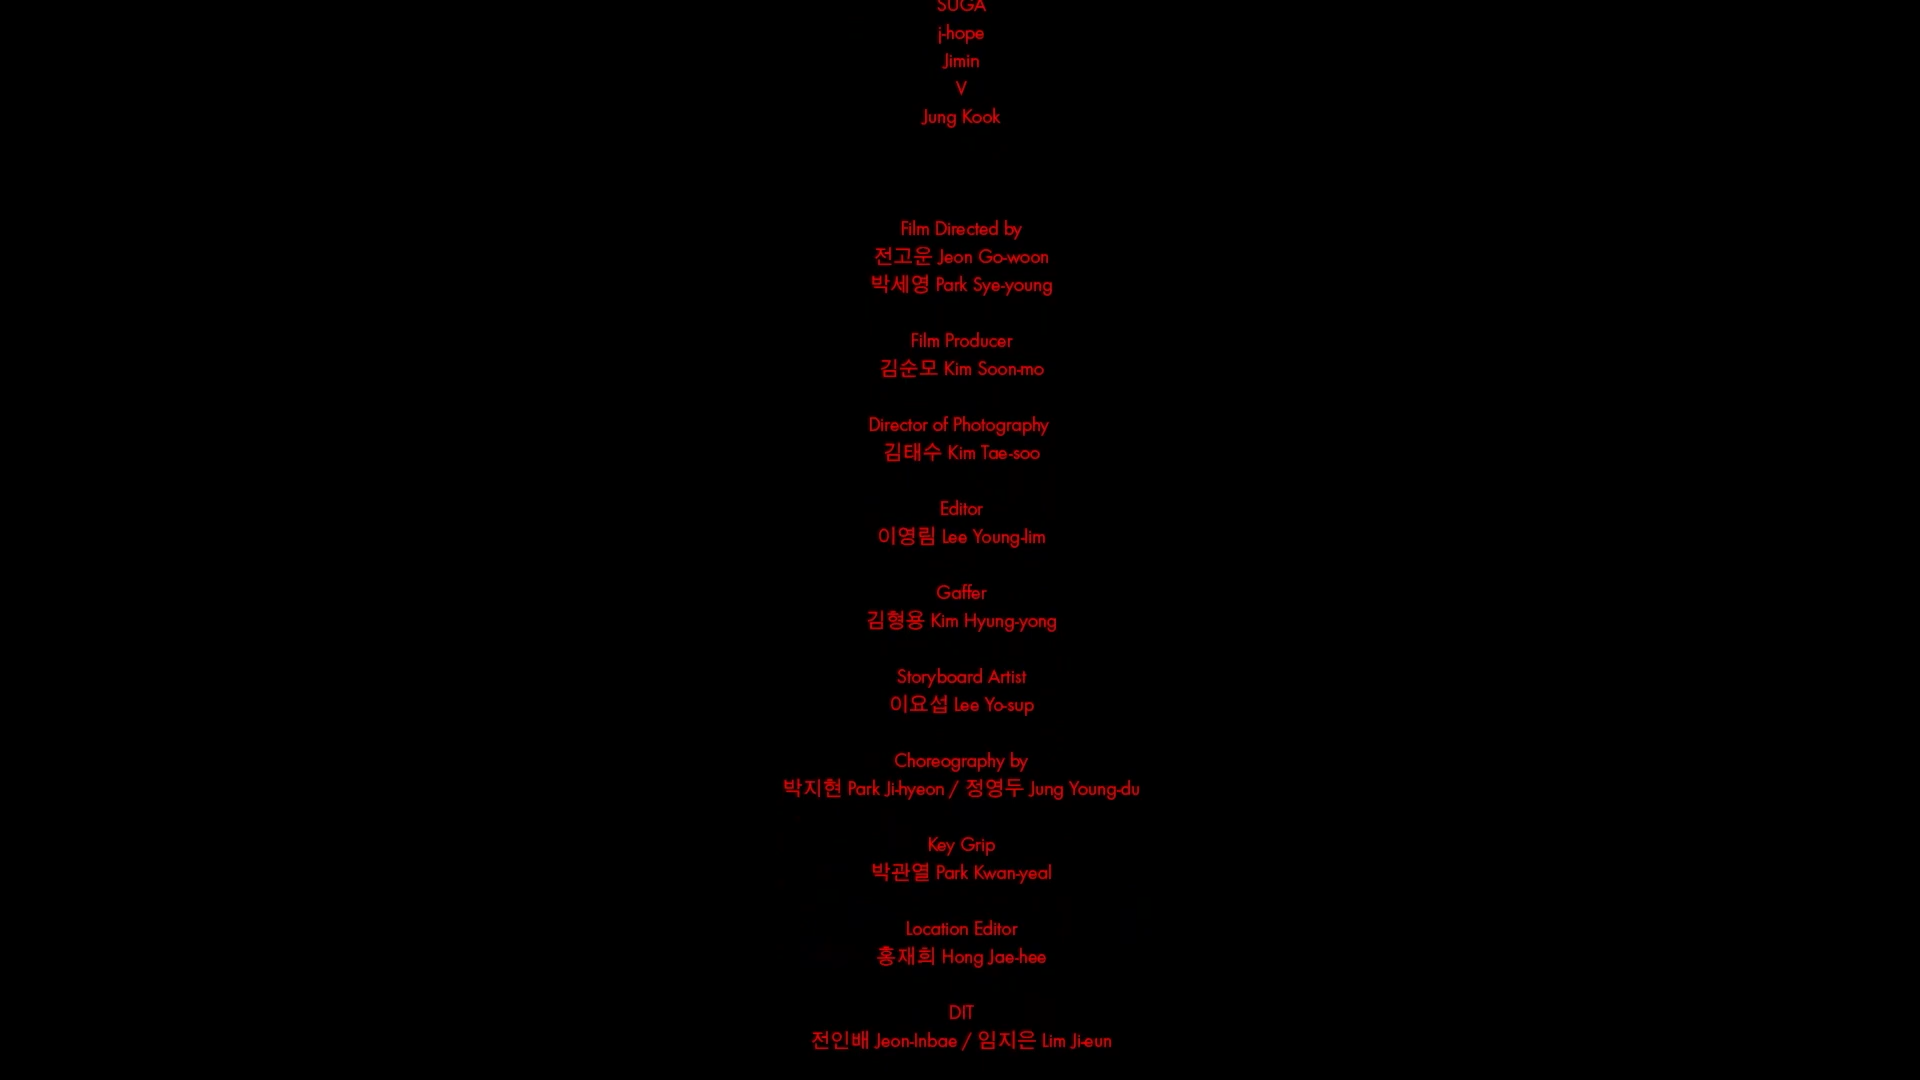 SUGA
j-hope
Jimin
V
Jung Kook
Film Directed by
전고운 Jeon Go-woon
박세영 Park Sye-young
Film Producer
김순모 Kim Soon-mo
Director of Photography
김태수 Kim Tae-soo
Editor
이영림 Lee Young-lim
Gaffer
김형용 Kim Hyung-yong
Storyboard Artist
이요섭 Lee Yo-sup
Choreography by
박지현 Park Ji-hyeon / 정영두 Jung Young-du
Key Grip
박관열 Park Kwan-yeal
Location Editor
홍재희 Hong Jae-hee
DIT
전인배 Jeon-Inbae / 임지은 Lim Ji-eun